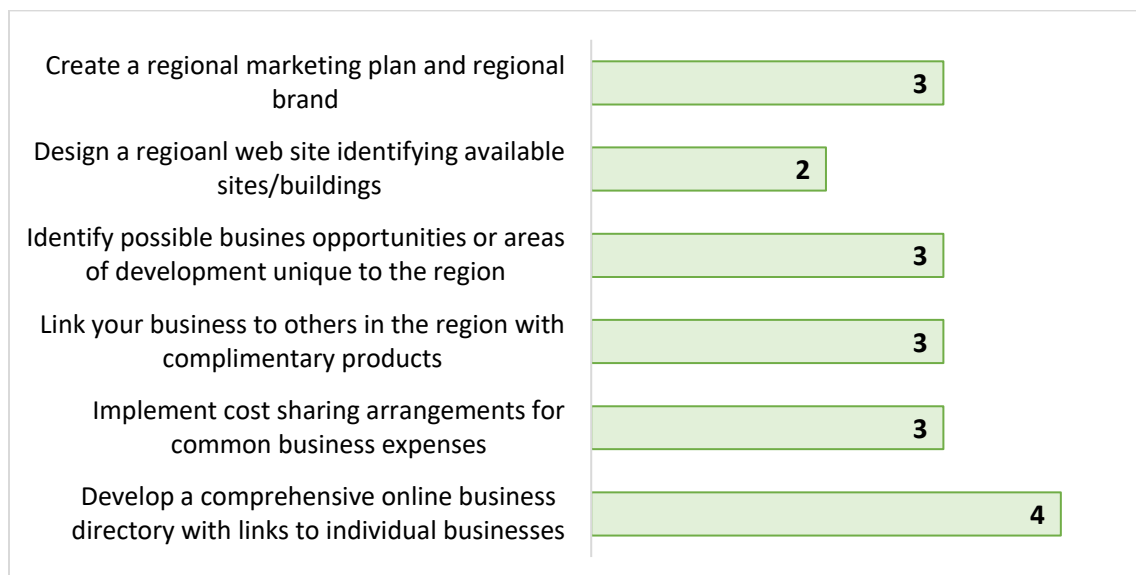 Create a regional marketing plan and regional
brand
3
Design a regioanl web site identifying available
sites/buildings
2
Identify possible busines opportunities or areas
of development unique to the region
3
Link your business to others in the region with
complimentary products
3
Implement cost sharing arrangements for
common business expenses
3
Develop a comprehensive online business
directory with links to individual businesses
4